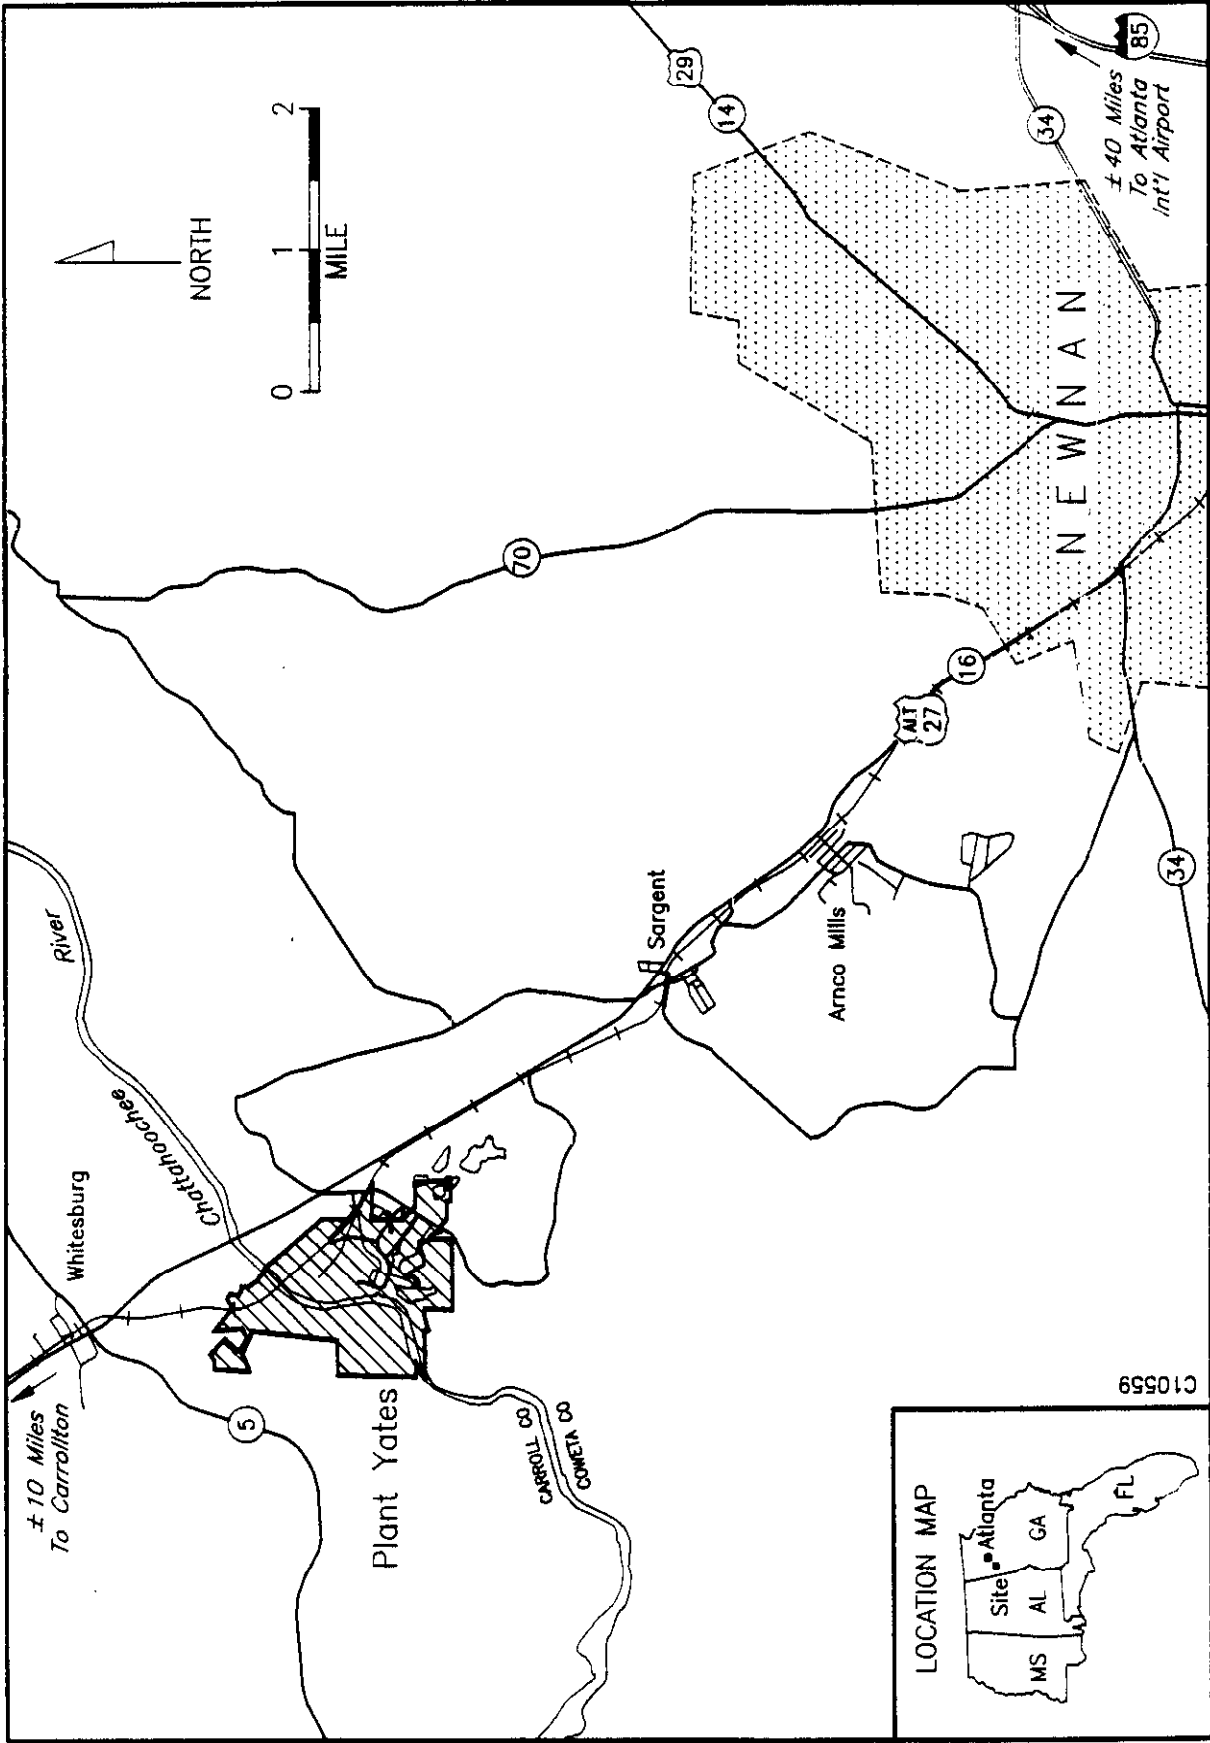 ± 10 Miles
To Carrollton
Whitesburg
River
Chattahoochee
NORTH
0 1 2
MILE
5
Plant Yates
70
29
14
CARROLL CO
COWETA CO
Sargent
Arnco Mills
ALT
27
16
NEWNAN
34
34
85
± 40 Miles
To Atlanta
Int'l Airport
LOCATION MAP
Site
Atlanta
MS
AL
GA
FL
C10559